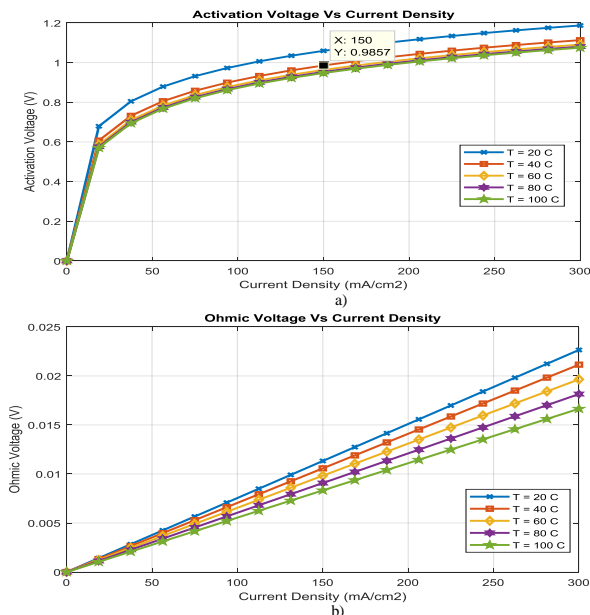 Activation Voltage Vs Current Density
1.2
1
0.8
0.6
0.4
0.2
0
Activation Voltage (V)
X: 150
Y: 0.9857
T = 20 C
T = 40 C
T = 60 C
T = 80 C
T = 100 C
0 50 100 150 200 250 300
Current Density (mA/cm2)
a)
Ohmic Voltage Vs Current Density
0.025
0.02
0.015
0.01
0.005
0
Ohmic Voltage (V)
T = 20 C
T = 40 C
T = 60 C
T = 80 C
T = 100 C
0 50 100 150 200 250 300
Current Density (mA/cm2)
b)